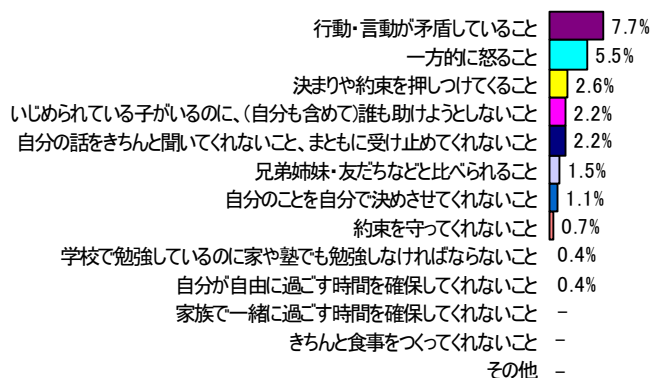 行動・言動が矛盾していること 7.7%
一方的に怒ること 5.5%
決まりや約束を押しつけてくること 2.6%
いじめられている子がいるのに、(自分も含めて)誰も助けようとしないこと 2.2%
自分の話をきちんと聞いてくれないこと、まともに受け止めてくれないこと 2.2%
兄弟姉妹・友だちなどと比べられること 1.5%
自分のことを自分で決めさせてくれないこと 1.1%
約束を守ってくれないこと 0.7%
学校で勉強しているのに家や塾でも勉強しなければならないこと 0.4%
自分が自由に過ごす時間を確保してくれないこと 0.4%
家族で一緒に過ごす時間を確保してくれないこと －
きちんと食事をつくってくれないこと －
その他 －